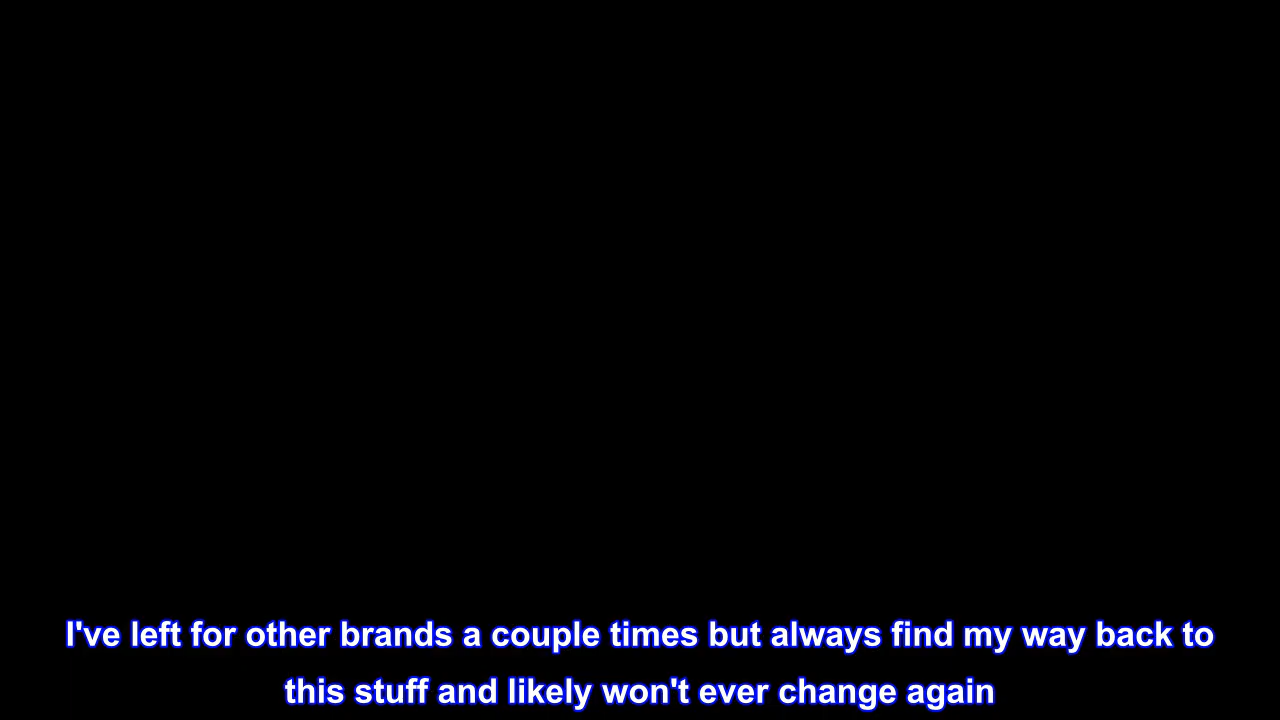 I've left for other brands a couple times but always find my way back to
this stuff and likely won't ever change again